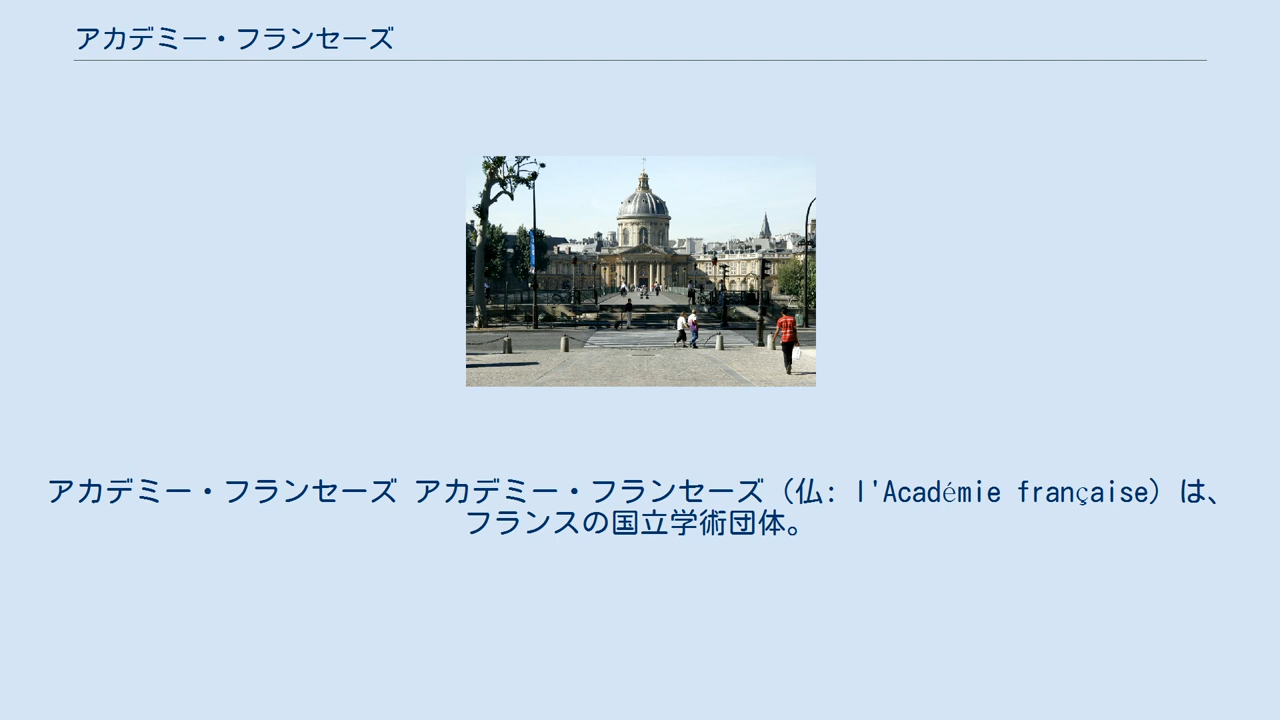 アカデミー・フランセーズ
アカデミー・フランセーズ アカデミー・フランセーズ（仏: l'Académie française）は、
フランスの国立学術団体。